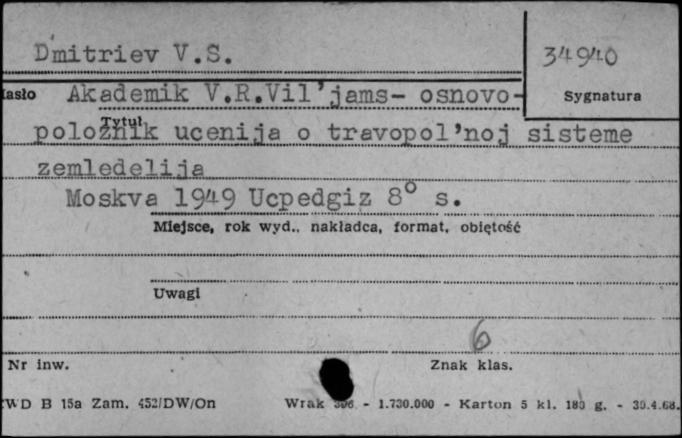 Dmitriev V.S.
34940
Hasło Akademik V.R.Vil'jams- osnovo-
Sygnatura
Tytuł
położnik ucenija o travopol'noj sisteme
zemledelija
Moskva 1949 Ucpedgiz 8° s.
Miejsce, rok wyd., nakładca, format, objętość
Uwagi
6
Nr inw.
Znak klas.
WD B 15a Zam. 452/DW/On Wrak 306 - 1.730.000 - Karton 5 kl. 180 g. - 30.4.68.